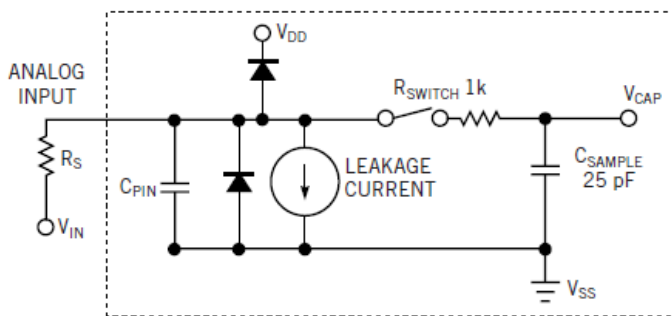 VDD
ANALOG
INPUT
RSWITCH 1k
VCAP
RS
CPIN
LEAKAGE
CURRENT
CSAMPLE
25 pF
VIN
VSS